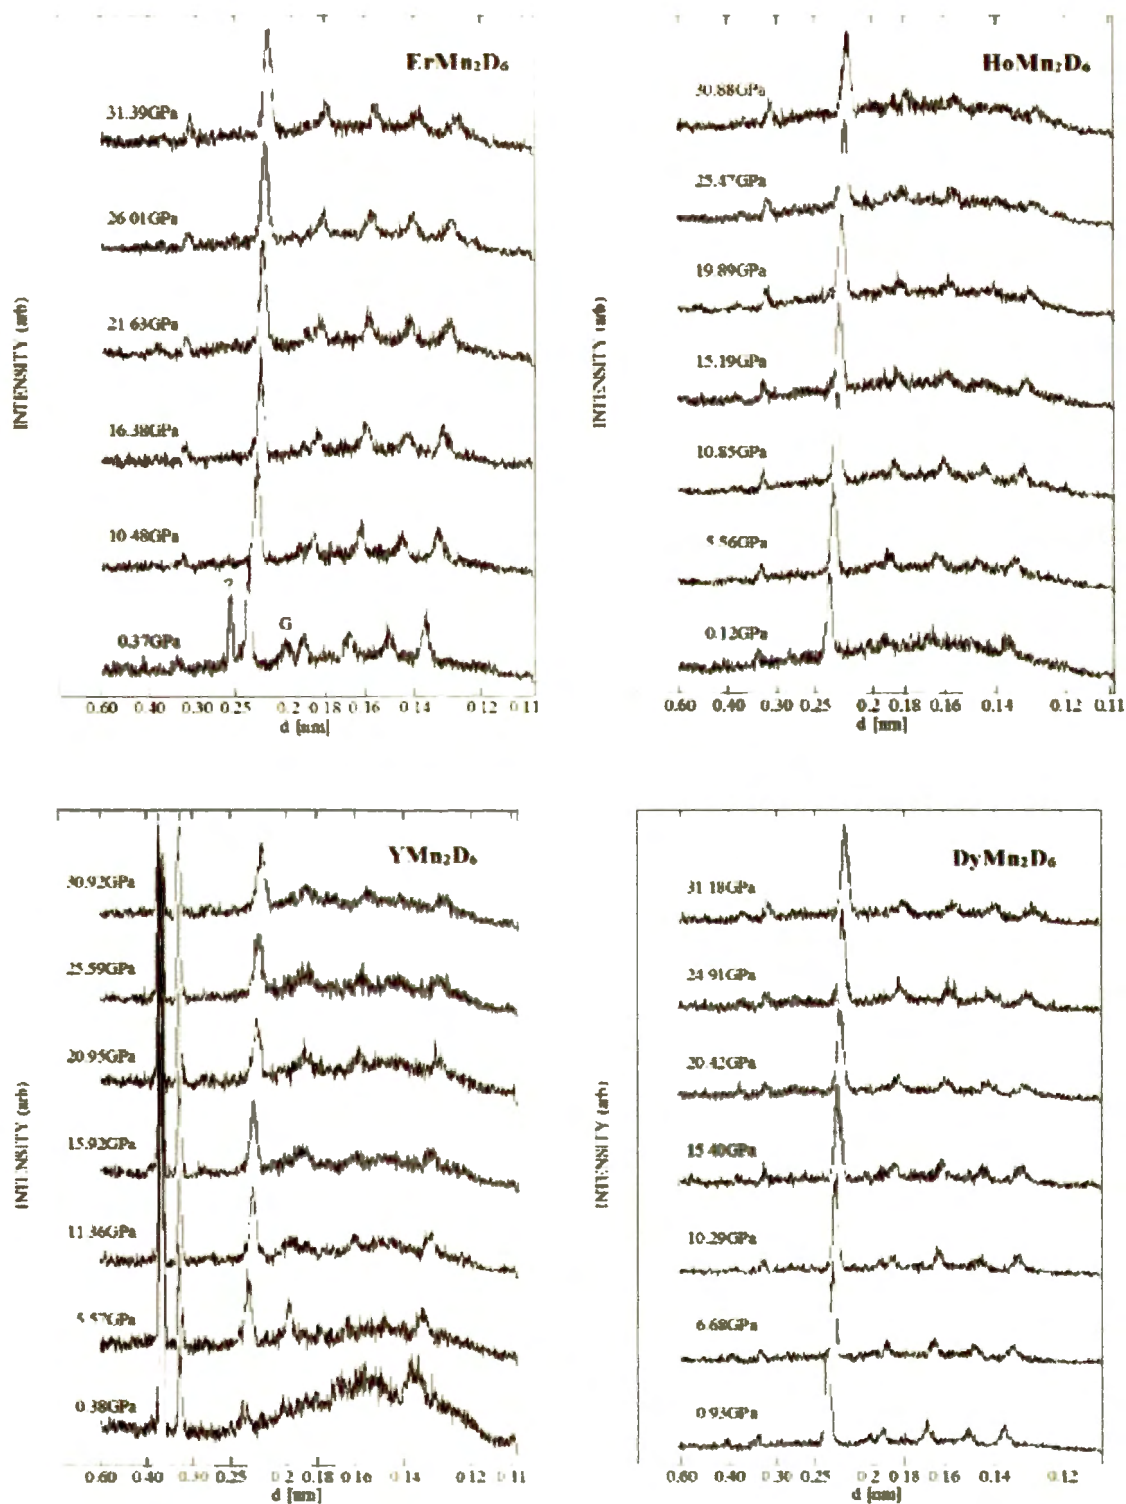 ErMn₂D₆
31.39GPa
26.01GPa
21.63GPa
16.38GPa
10.48GPa
?
G
0.37GPa
INTENSITY (arb)
0.60 0.40 0.30 0.25 0.2 0.18 0.16 0.14 0.12 0.11
d [nm]
HoMn₂D₆
30.88GPa
25.47GPa
19.89GPa
15.19GPa
10.85GPa
5.56GPa
0.12GPa
INTENSITY (arb)
0.60 0.40 0.30 0.25 0.2 0.18 0.16 0.14 0.12 0.11
d [nm]
YMn₂D₆
30.92GPa
25.59GPa
20.95GPa
15.92GPa
11.36GPa
5.57GPa
0.38GPa
INTENSITY (arb)
0.60 0.40 0.30 0.25 0.2 0.18 0.16 0.14 0.12 0.11
d [nm]
DyMn₂D₆
31.18GPa
24.91GPa
20.42GPa
15.40GPa
10.29GPa
6.68GPa
0.93GPa
INTENSITY (arb)
0.60 0.40 0.30 0.25 0.2 0.18 0.16 0.14 0.12
d [nm]